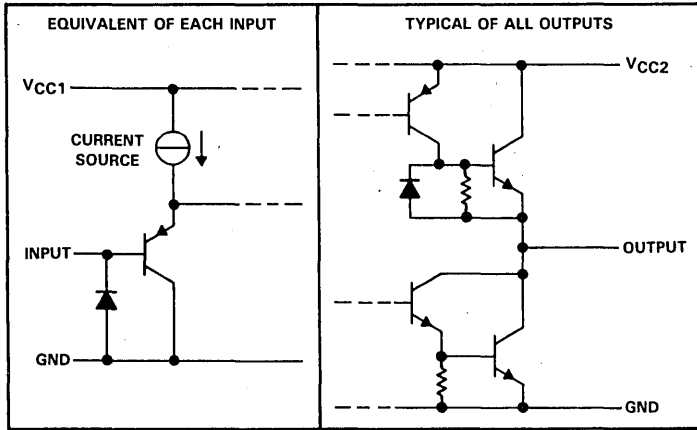 EQUIVALENT OF EACH INPUT
VCC1
CURRENT
SOURCE
INPUT
GND
TYPICAL OF ALL OUTPUTS
VCC2
OUTPUT
GND